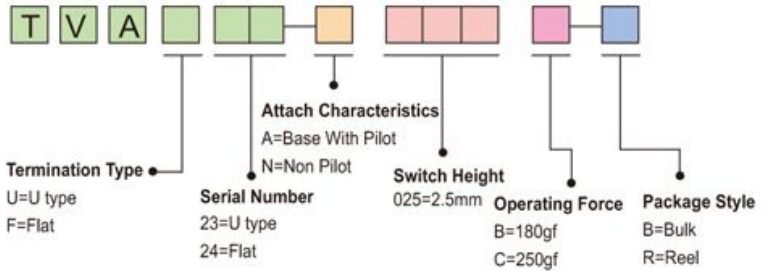 TVA
Attach Characteristics
A=Base With Pilot
N=Non Pilot
Termination Type
U=U type
F=Flat
Serial Number
23=U type
24=Flat
Switch Height
025=2.5mm
Operating Force
B=180gf
C=250gf
Package Style
B=Bulk
R=Reel